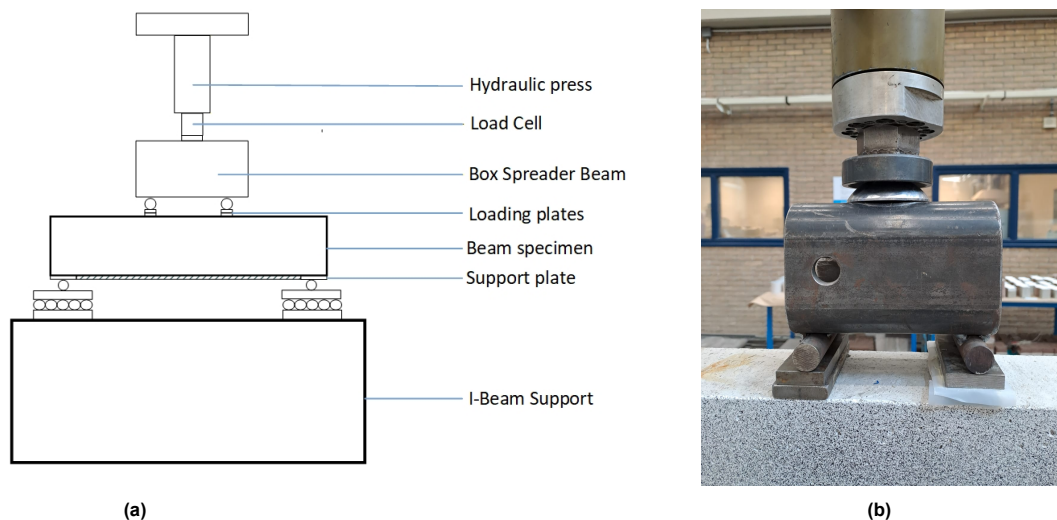 Hydraulic press
Load Cell
Box Spreader Beam
Loading plates
Beam specimen
Support plate
I-Beam Support
(a)
(b)